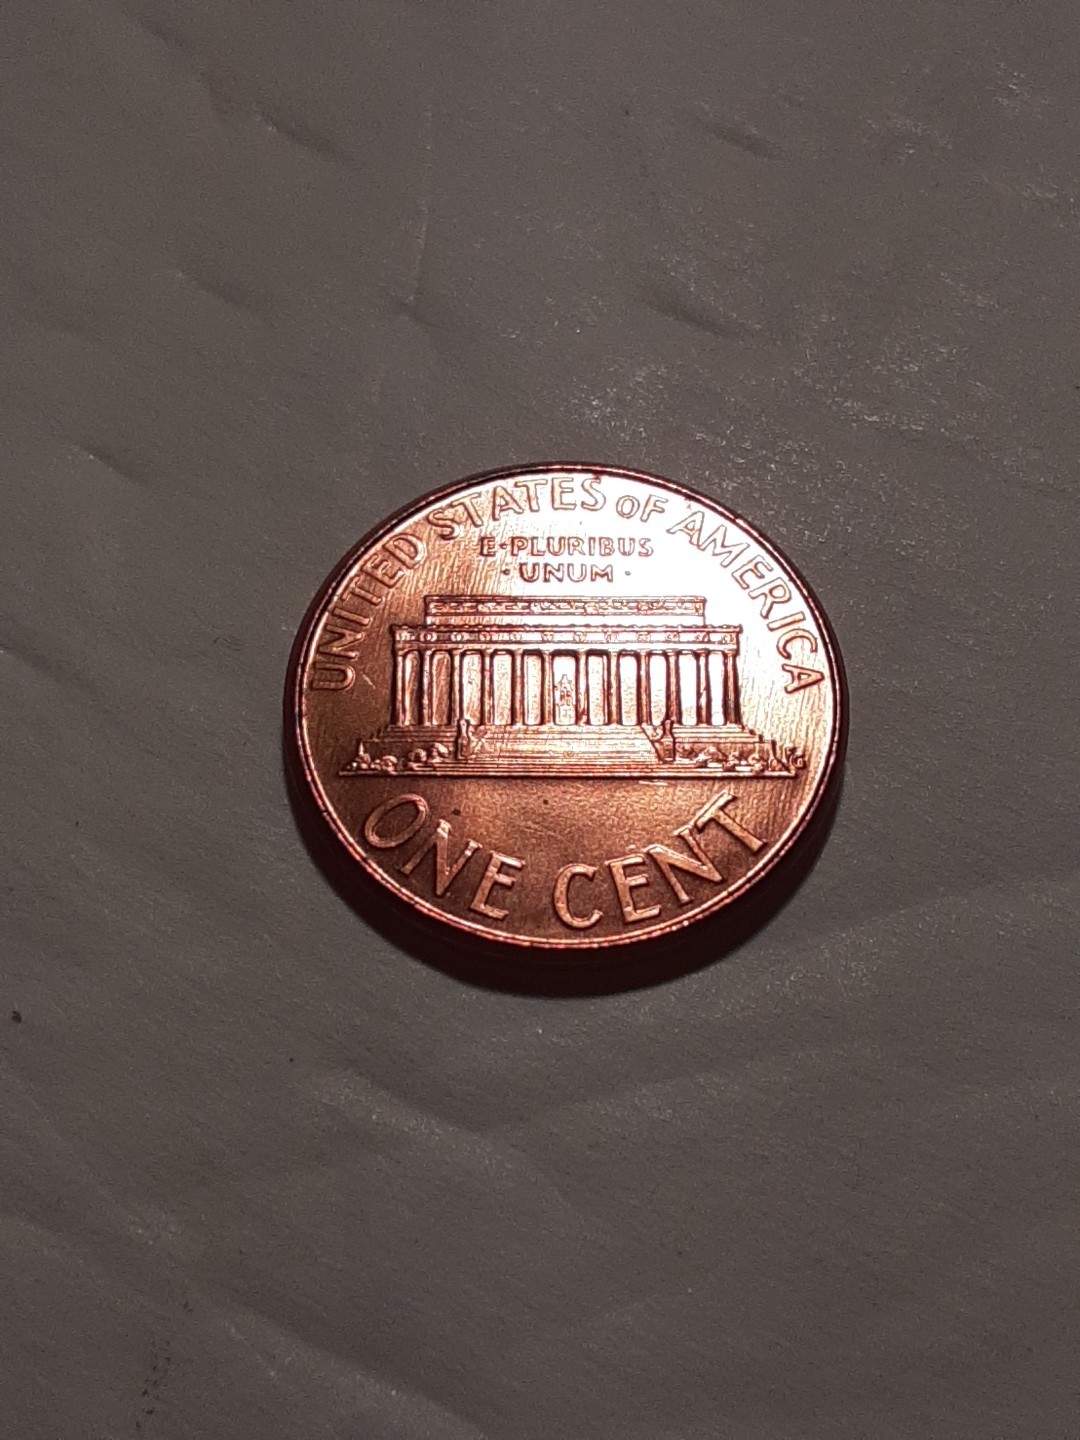 UNITED STATES OF AMERICA
E·PLURIBUS
·UNUM·
ONE CENT